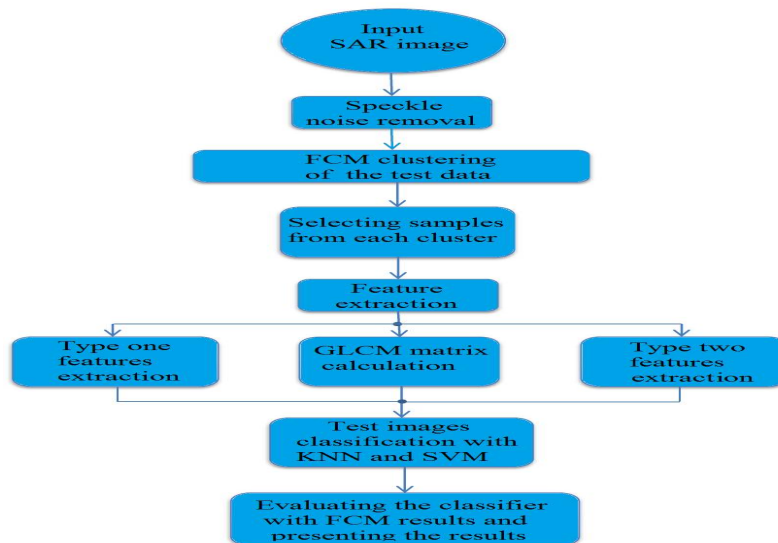 Input
SAR image
Speckle
noise removal
FCM clustering
of the test data
Selecting samples
from each cluster
Feature
extraction
Type one
features
extraction
GLCM matrix
calculation
Type two
features
extraction
Test images
classification with
KNN and SVM
Evaluating the classifier
with FCM results and
presenting the results